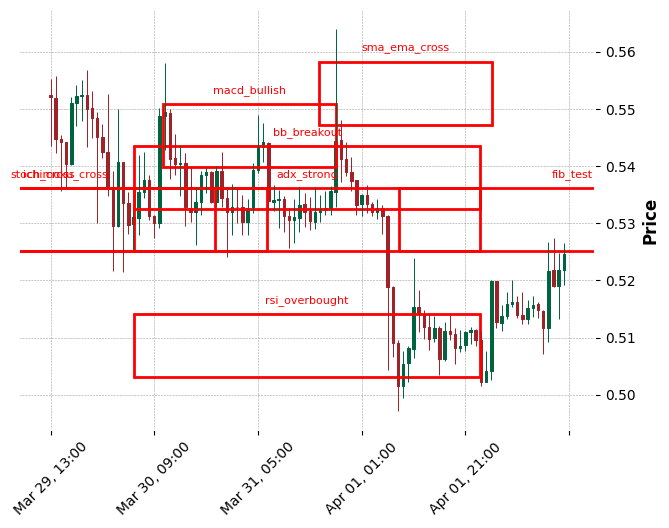 sma_ema_cross
0.56
macd_bullish
0.55
bb_breakout
0.54
adx_strong
fib_test
0.53
Price
0.52
rsi_overbought
0.51
0.50
Mar 29, 13:00
Mar 30, 09:00
Mar 31, 05:00
Apr 01, 01:00
Apr 01, 21:00